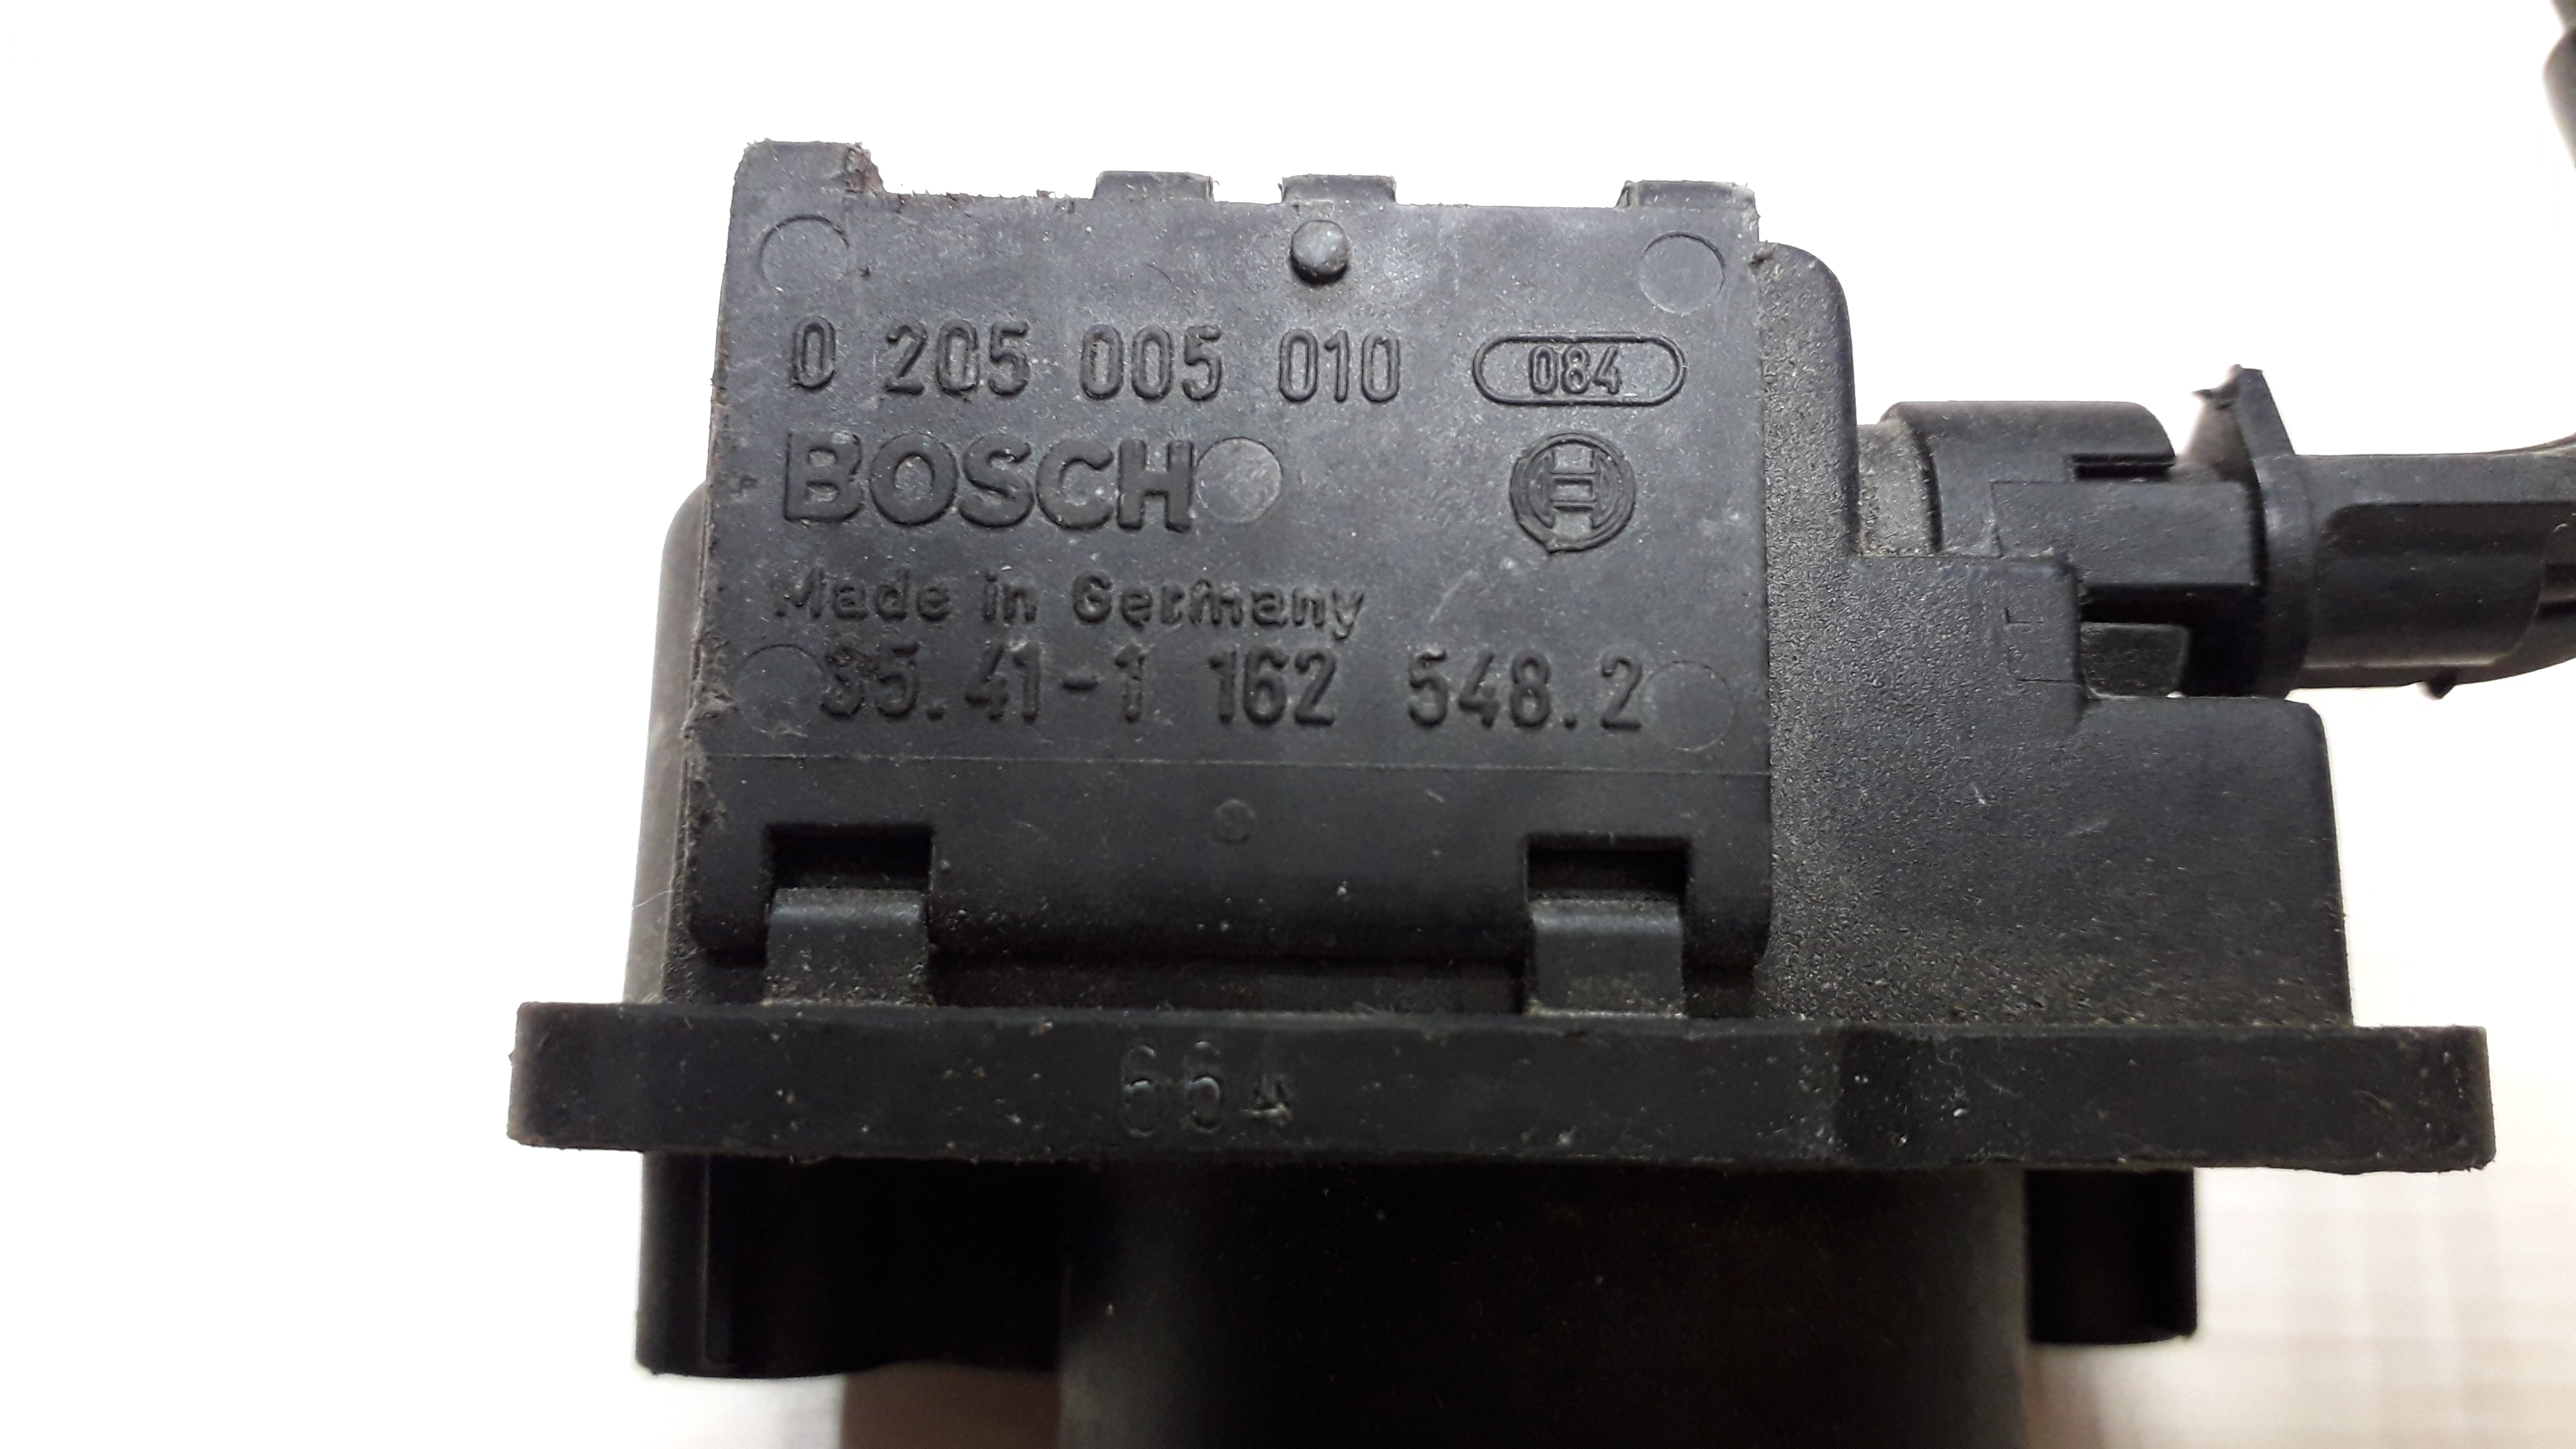 0 205 005 010 084
BOSCH
Made in Germany
35.41-1 162 548.2
664